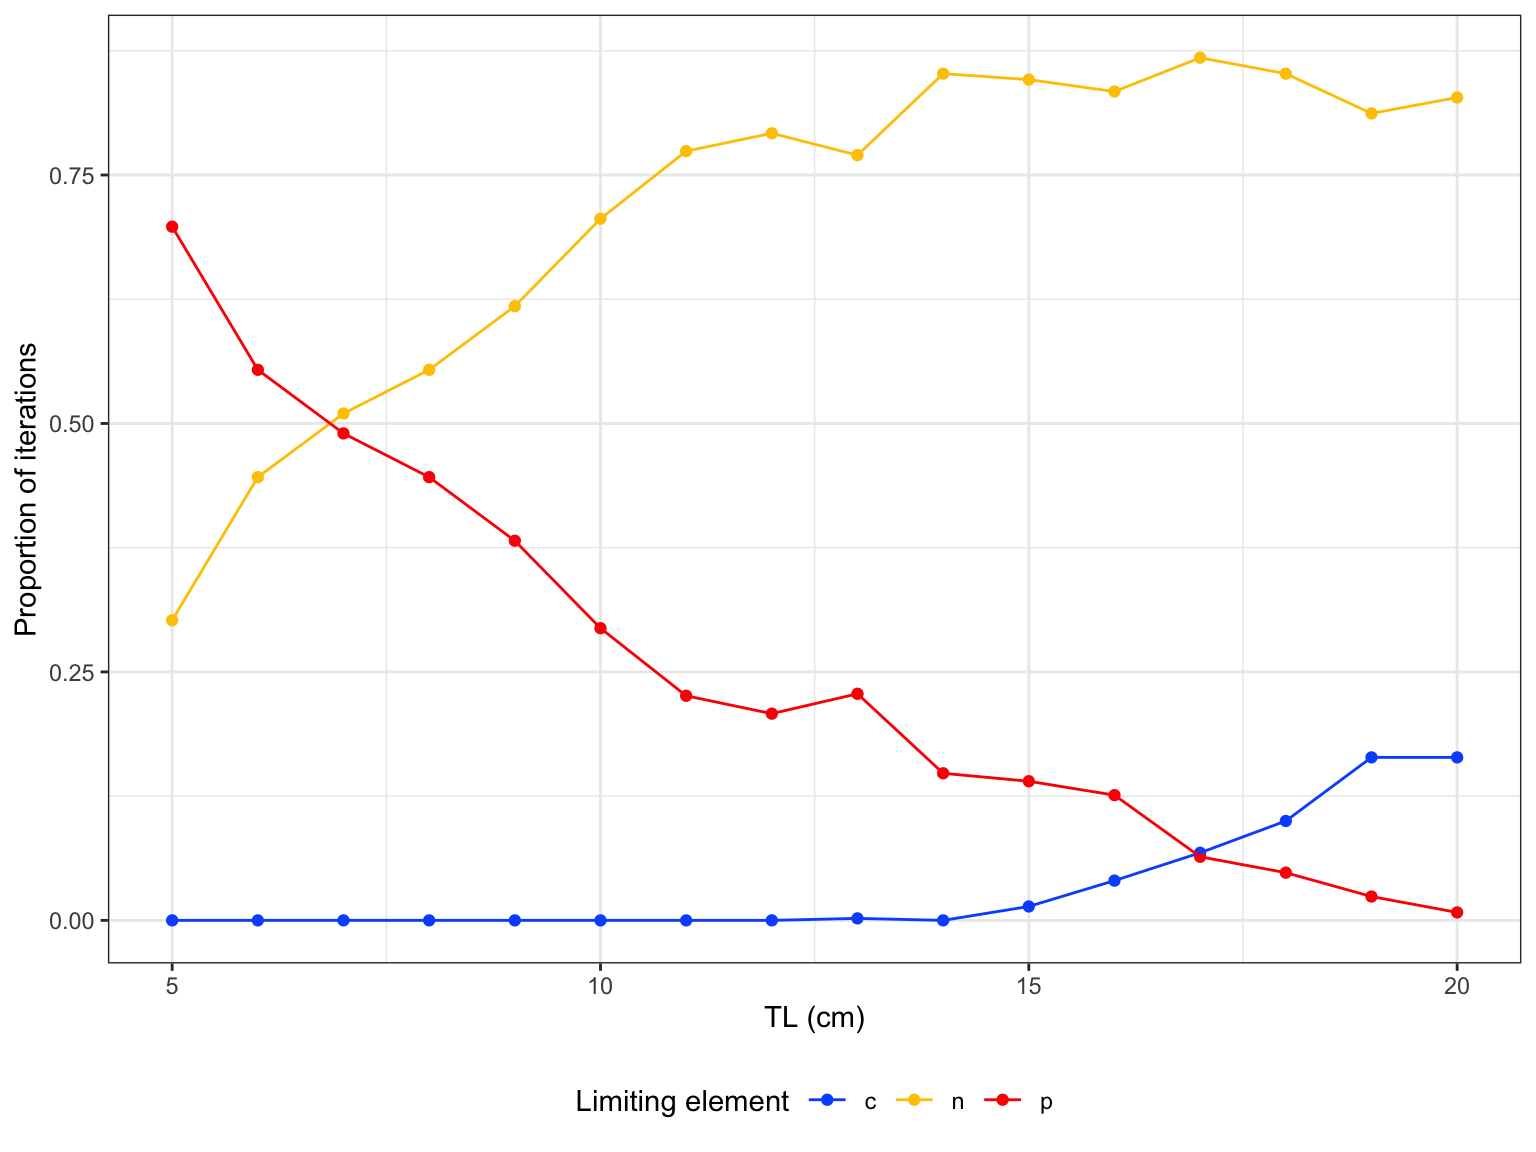 Proportion of iterations
0.75
0.50
0.25
0.00
5 10 15 20
TL (cm)
Limiting element c n p